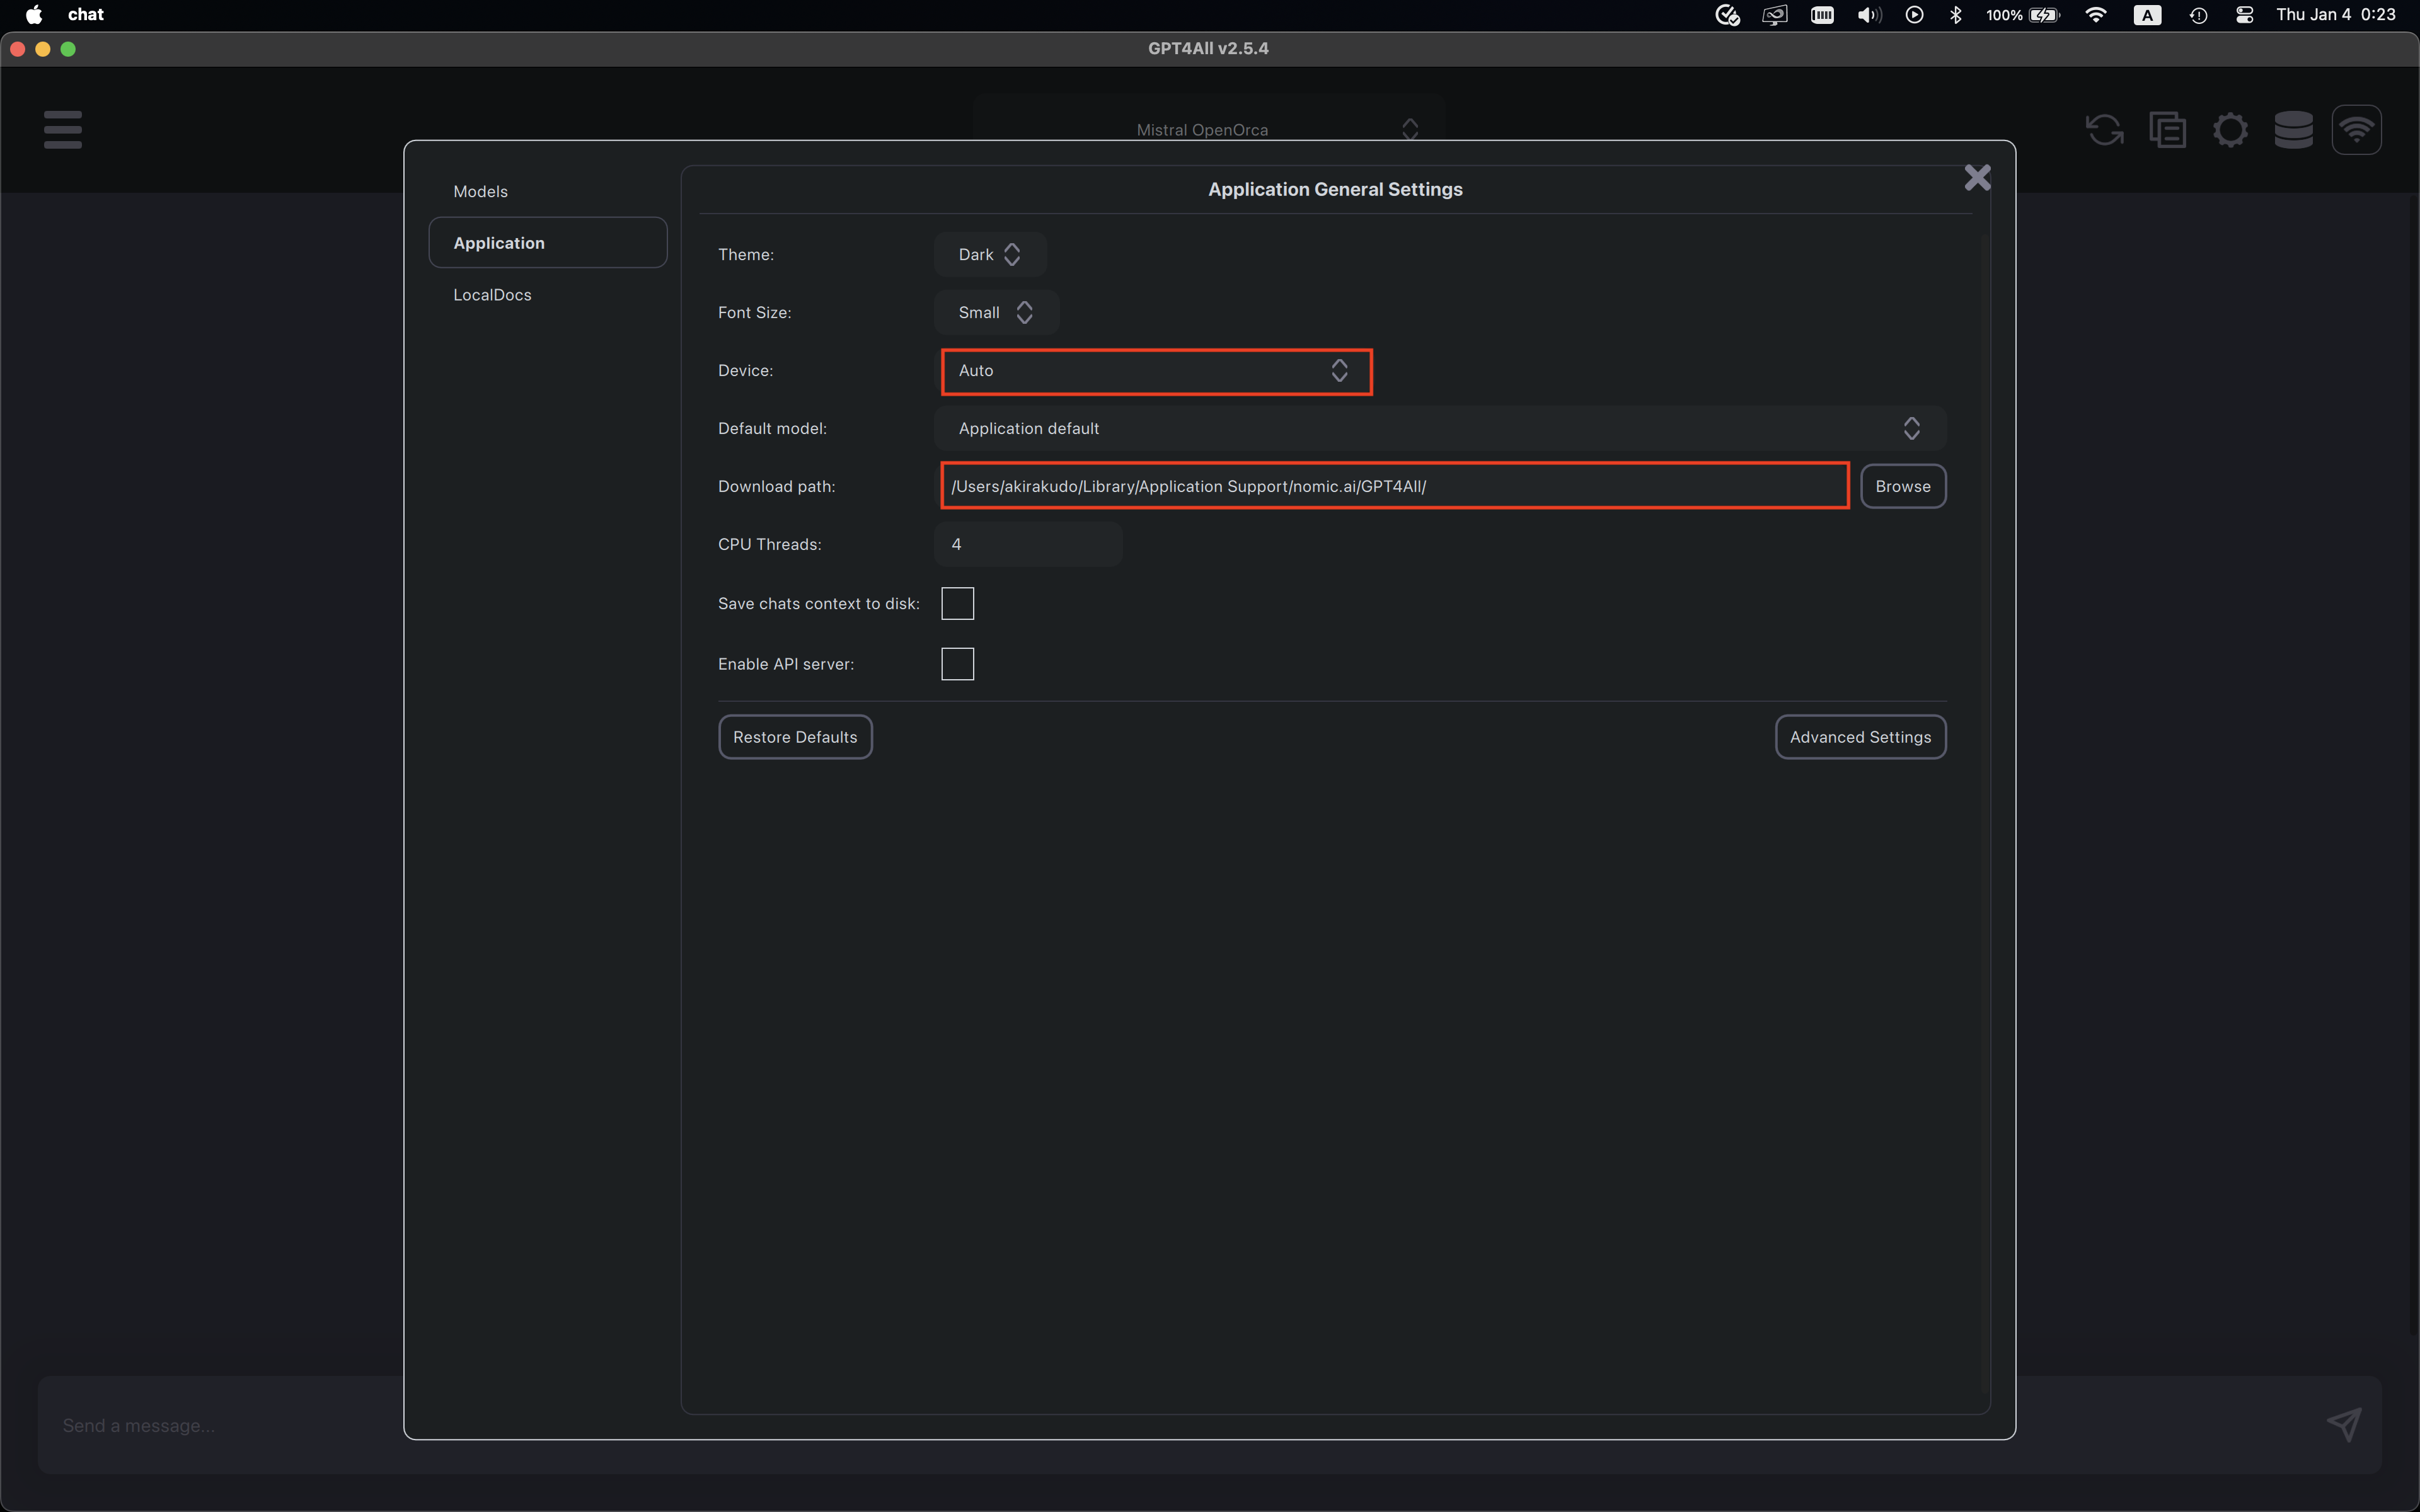 chat
100%
A
Thu Jan 4 0:23
GPT4All v2.5.4
Mistral OpenOrca
Models
Application
LocalDocs
Application General Settings
Theme: Dark
Font Size: Small
Device: Auto
Default model: Application default
Download path: /Users/akirakudo/Library/Application Support/nomic.ai/GPT4All/ Browse
CPU Threads: 4
Save chats context to disk:
Enable API server:
Restore Defaults Advanced Settings
Send a message...